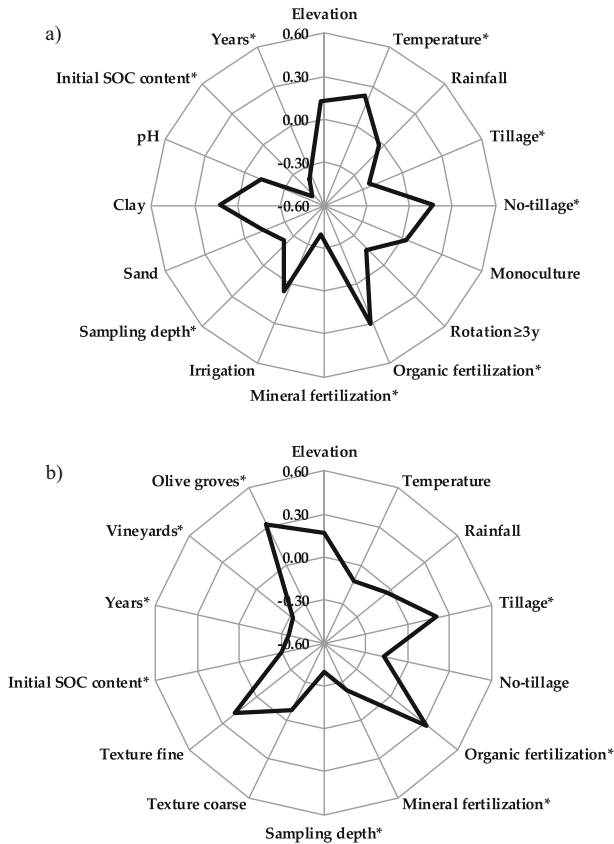 a)
Elevation
0.60
Years*
Temperature*
0.30
Initial SOC content*
Rainfall
0.00
pH
Tillage*
-0.30
Clay
-0.60
No-tillage*
Sand
Monoculture
Sampling depth*
Rotation≥3y
Irrigation
Organic fertilization*
Mineral fertilization*
b)
Elevation
0.60
Olive groves*
Temperature
0.30
Vineyards*
Rainfall
0.00
Years*
Tillage*
-0.30
-0.60
Initial SOC content*
No-tillage
Texture fine
Organic fertilization*
Texture coarse
Mineral fertilization*
Sampling depth*